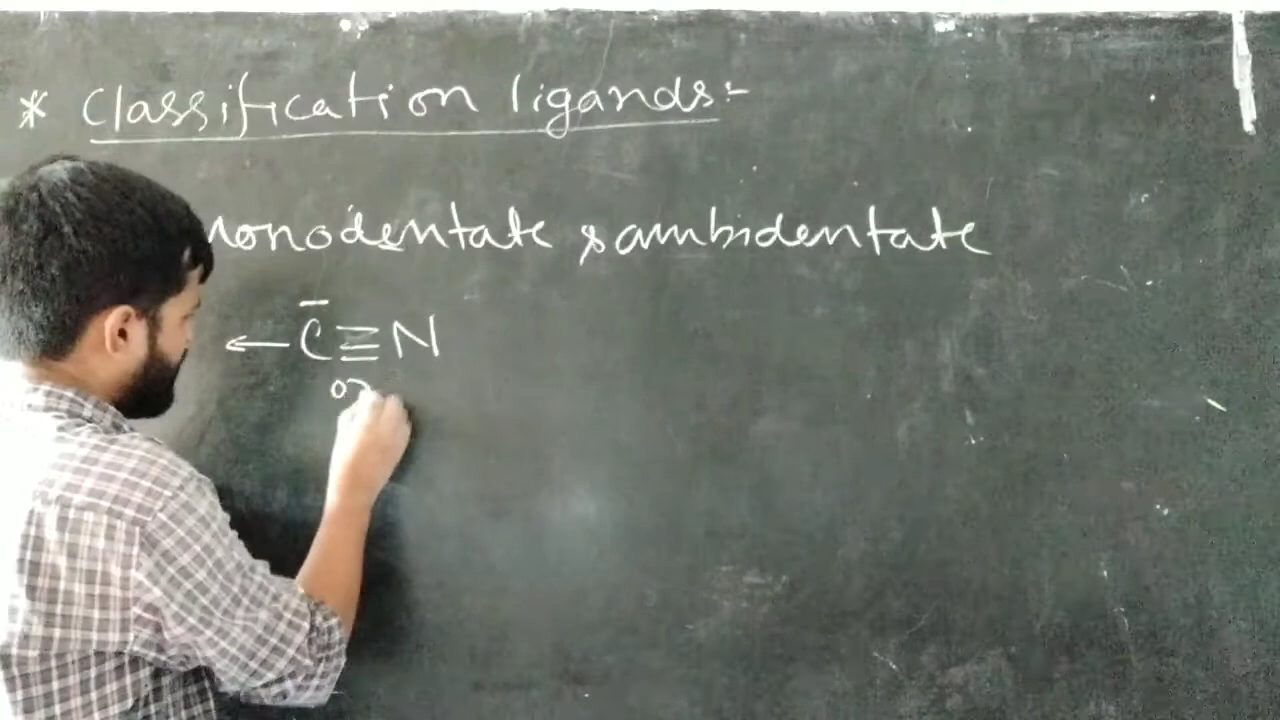 * Classification ligands:-
monodentate & ambidentate
← C̄≡N
or